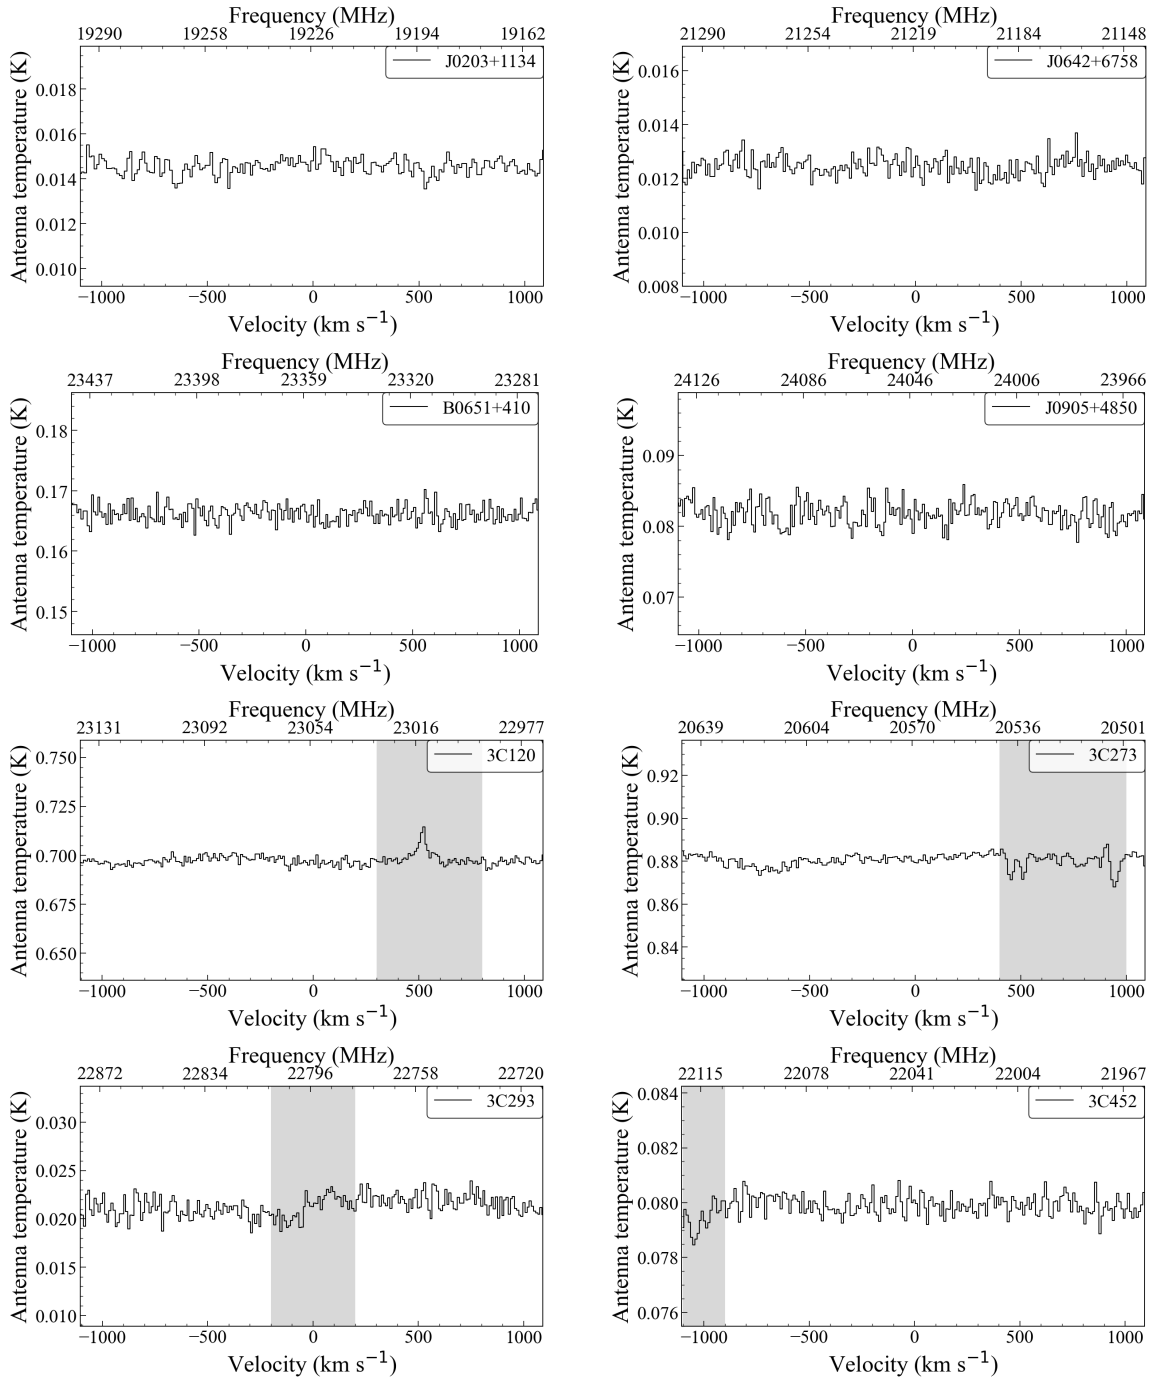 Frequency (MHz)
19290 19258 19226 19194 19162
J0203+1134
Antenna temperature (K)
0.018
0.016
0.014
0.012
0.010
−1000 −500 0 500 1000
Velocity (km s−1)
Frequency (MHz)
21290 21254 21219 21184 21148
J0642+6758
Antenna temperature (K)
0.016
0.014
0.012
0.010
0.008
−1000 −500 0 500 1000
Velocity (km s−1)
Frequency (MHz)
23437 23398 23359 23320 23281
B0651+410
Antenna temperature (K)
0.18
0.17
0.16
0.15
−1000 −500 0 500 1000
Velocity (km s−1)
Frequency (MHz)
24126 24086 24046 24006 23966
J0905+4850
Antenna temperature (K)
0.09
0.08
0.07
−1000 −500 0 500 1000
Velocity (km s−1)
Frequency (MHz)
23131 23092 23054 23016 22977
3C120
Antenna temperature (K)
0.750
0.725
0.700
0.675
0.650
−1000 −500 0 500 1000
Velocity (km s−1)
Frequency (MHz)
20639 20604 20570 20536 20501
3C273
Antenna temperature (K)
0.92
0.90
0.88
0.86
0.84
−1000 −500 0 500 1000
Velocity (km s−1)
Frequency (MHz)
22872 22834 22796 22758 22720
3C293
Antenna temperature (K)
0.030
0.025
0.020
0.015
0.010
−1000 −500 0 500 1000
Velocity (km s−1)
Frequency (MHz)
22115 22078 22041 22004 21967
3C452
Antenna temperature (K)
0.084
0.082
0.080
0.078
0.076
−1000 −500 0 500 1000
Velocity (km s−1)